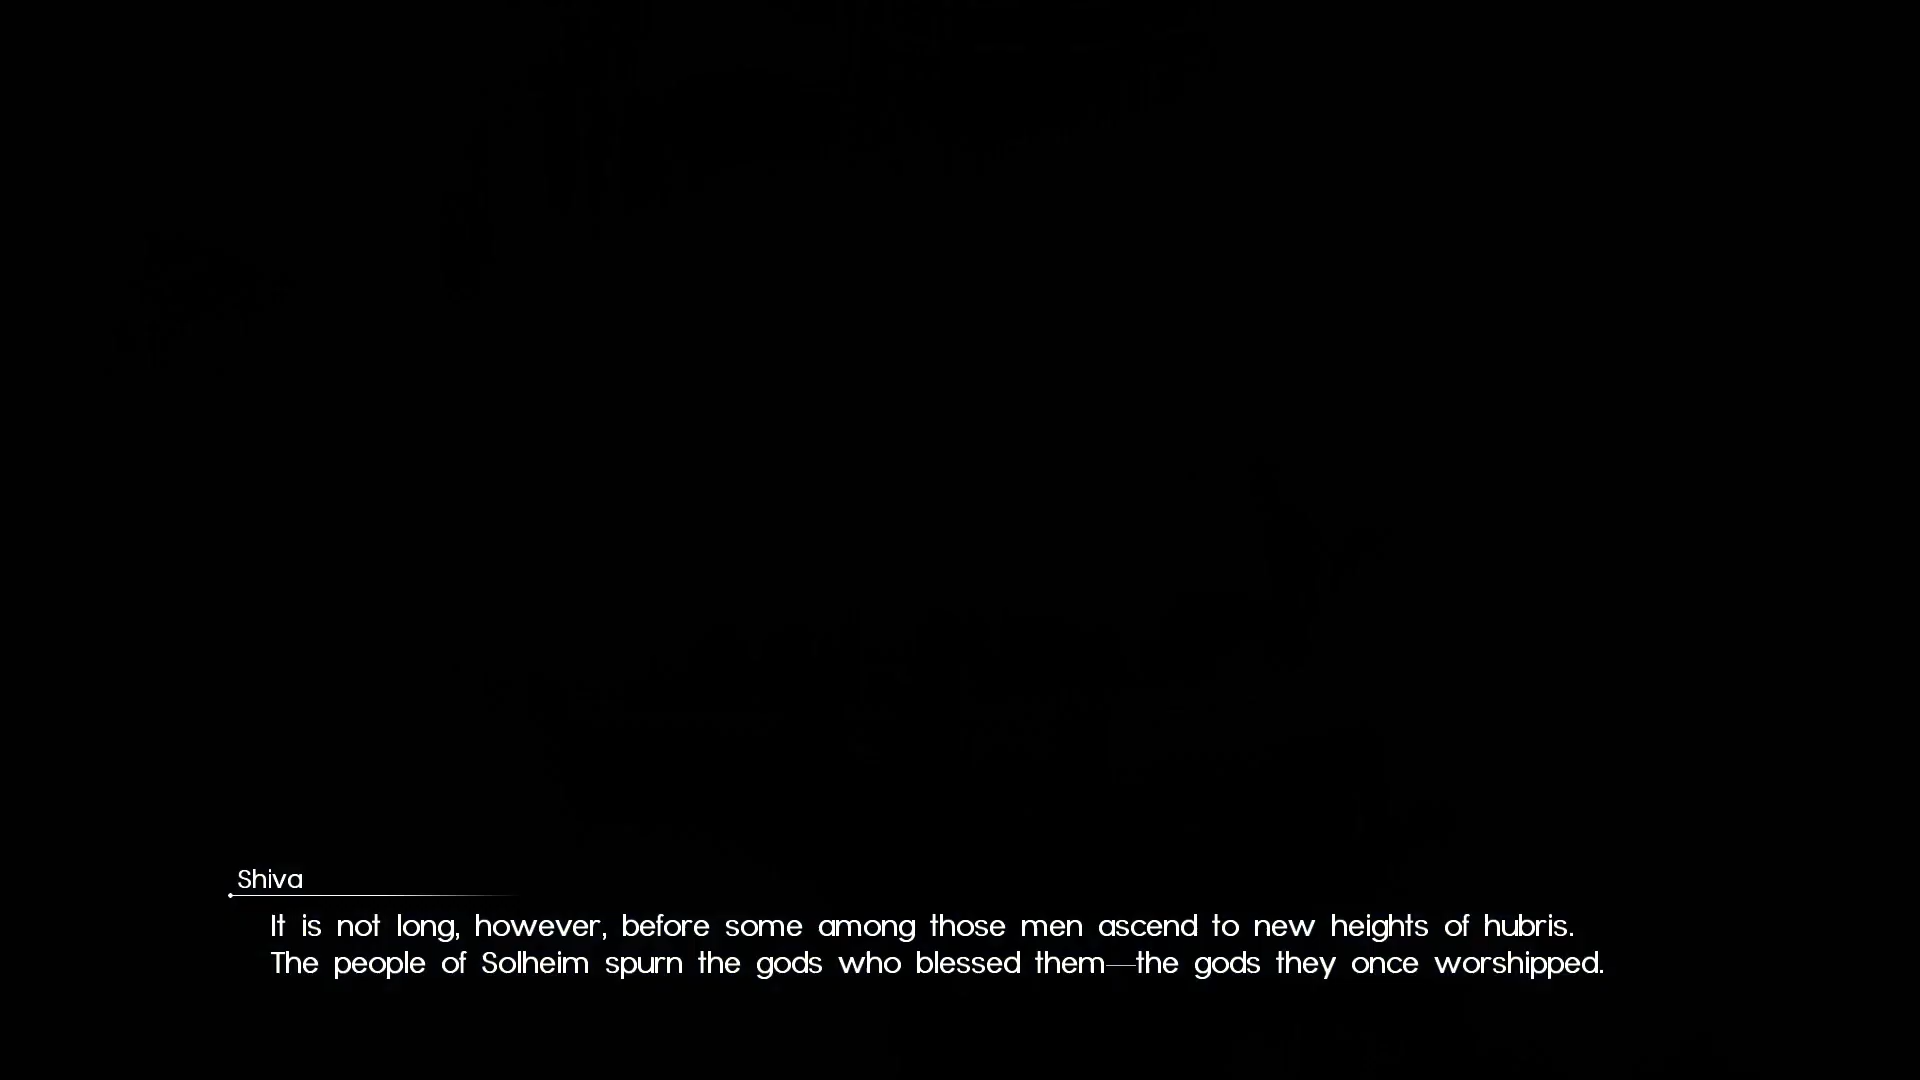 Shiva
It is not long, however, before some among those men ascend to new heights of hubris.
The people of Solheim spurn the gods who blessed them—the gods they once worshipped.